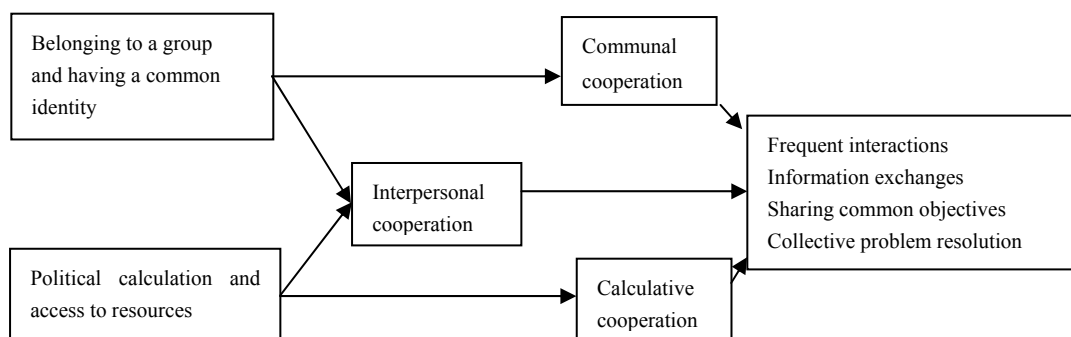 Belonging to a group
and having a common
identity
Communal
cooperation
Frequent interactions
Information exchanges
Sharing common objectives
Collective problem resolution
Interpersonal
cooperation
Political calculation and
access to resources
Calculative
cooperation